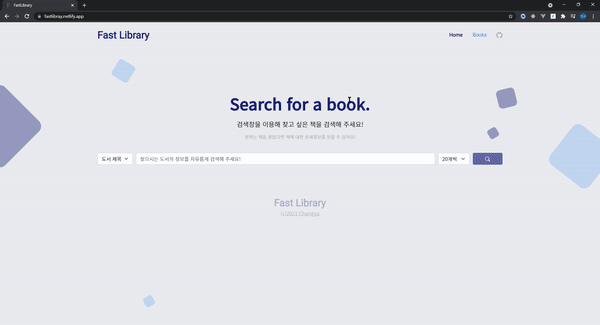 FastLibrary
fastlibray.netlify.app
Fast Library
Home
Books
Search for a book.
검색창을 이용해 찾고 싶은 책을 검색해 주세요!
도서 제목
찾으시는 도서의 정보를 자유롭게 검색해 주세요!
20개씩
Fast Library